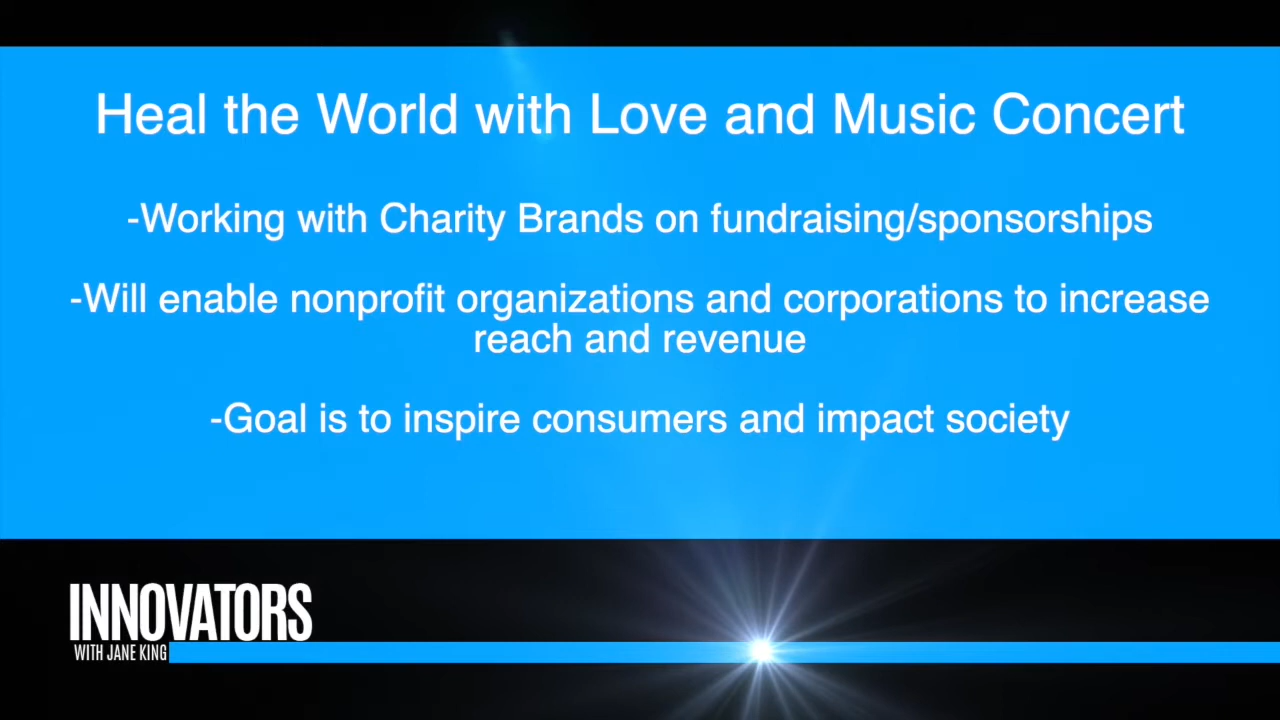 Heal the World with Love and Music Concert
-Working with Charity Brands on fundraising/sponsorships
-Will enable nonprofit organizations and corporations to increase
reach and revenue
-Goal is to inspire consumers and impact society
INNOVATORS
WITH JANE KING